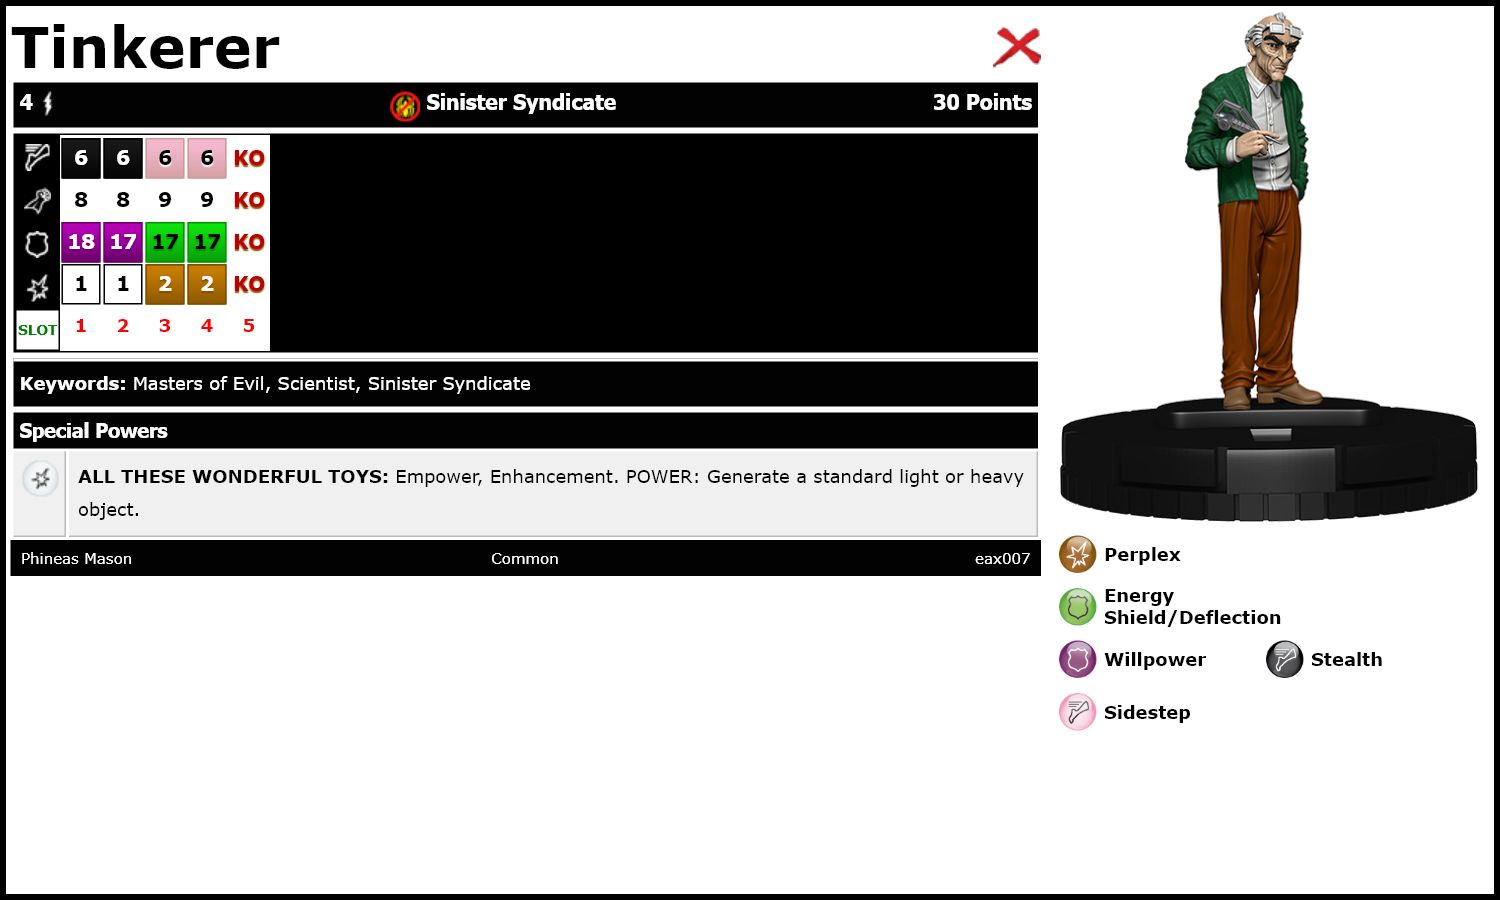 Tinkerer
4 Sinister Syndicate 30 Points
6 6 6 6 KO
8 8 9 9 KO
18 17 17 17 KO
1 1 2 2 KO
SLOT 1 2 3 4 5
Keywords: Masters of Evil, Scientist, Sinister Syndicate
Special Powers
ALL THESE WONDERFUL TOYS: Empower, Enhancement. POWER: Generate a standard light or heavy
object.
Phineas Mason Common eax007
Perplex
Energy
Shield/Deflection
Willpower Stealth
Sidestep